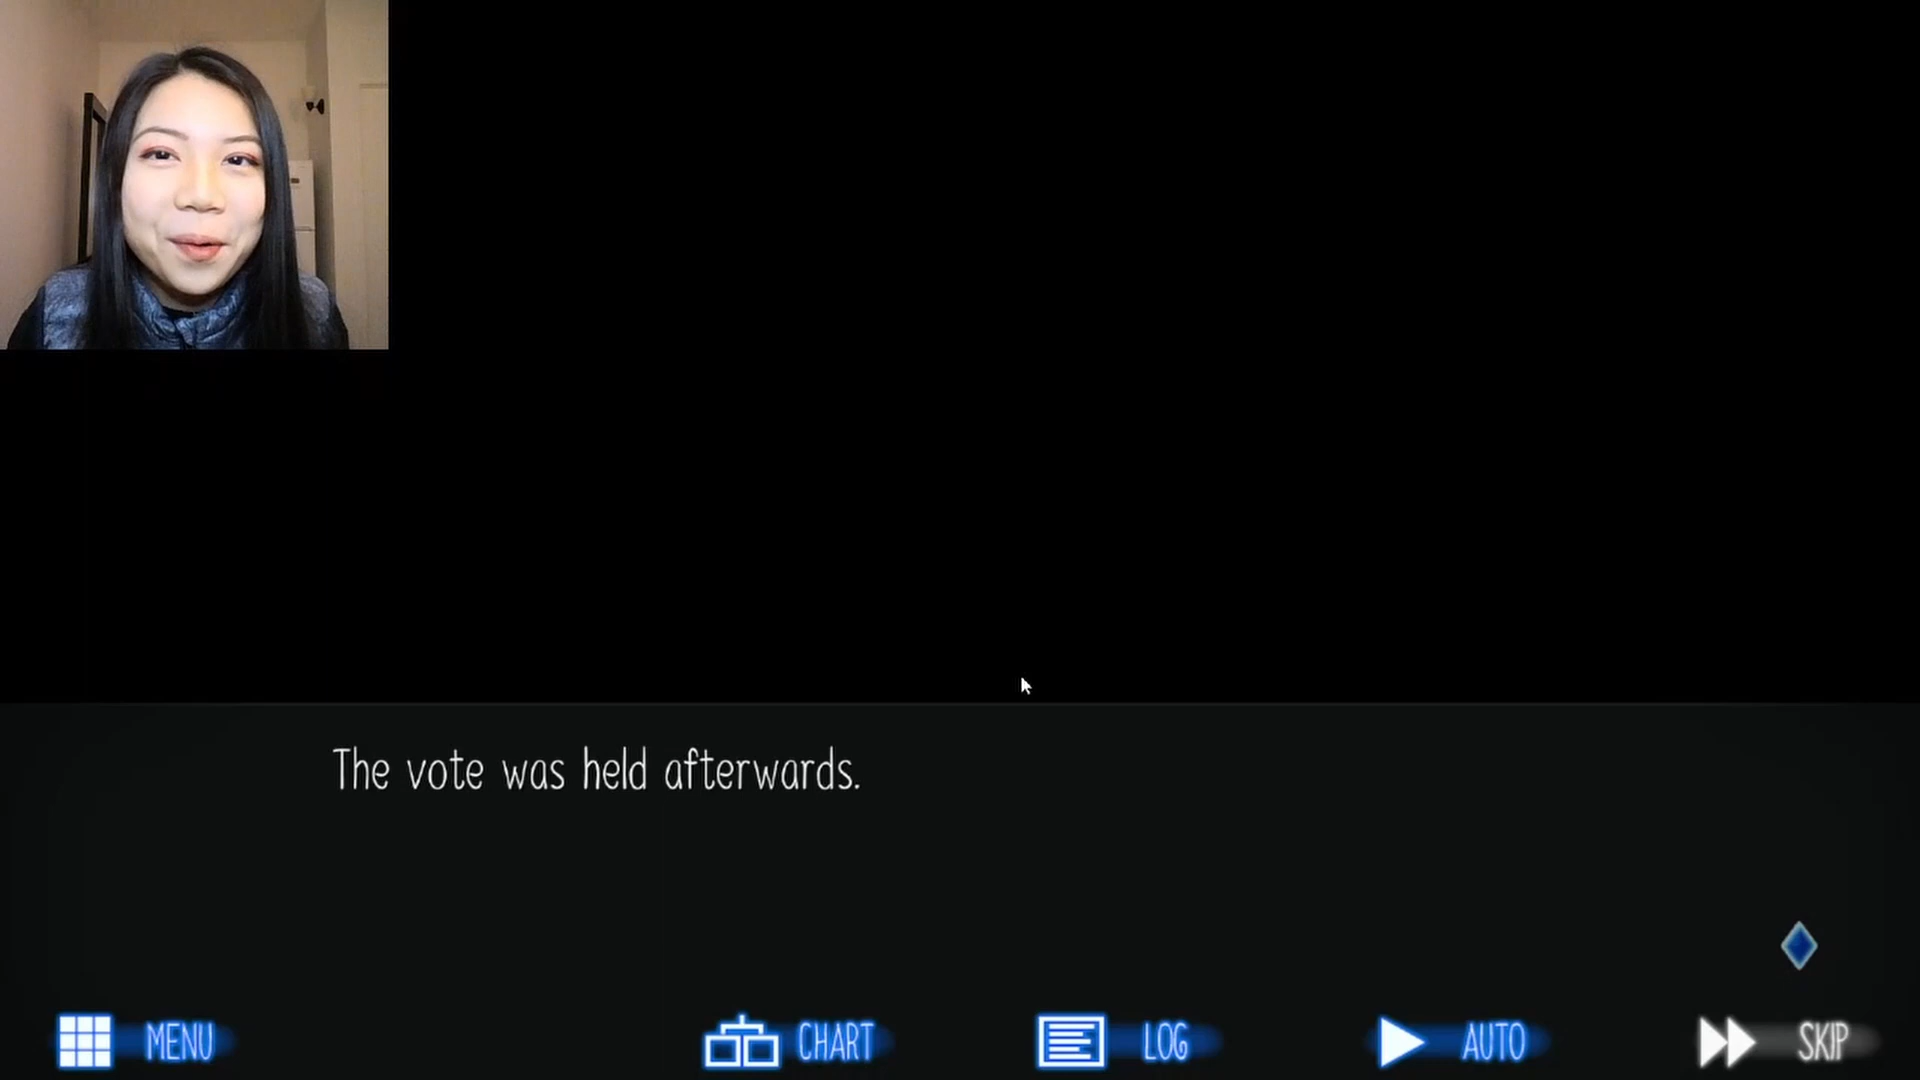 The vote was held afterwards.
MENU
CHART
LOG
AUTO
SKIP